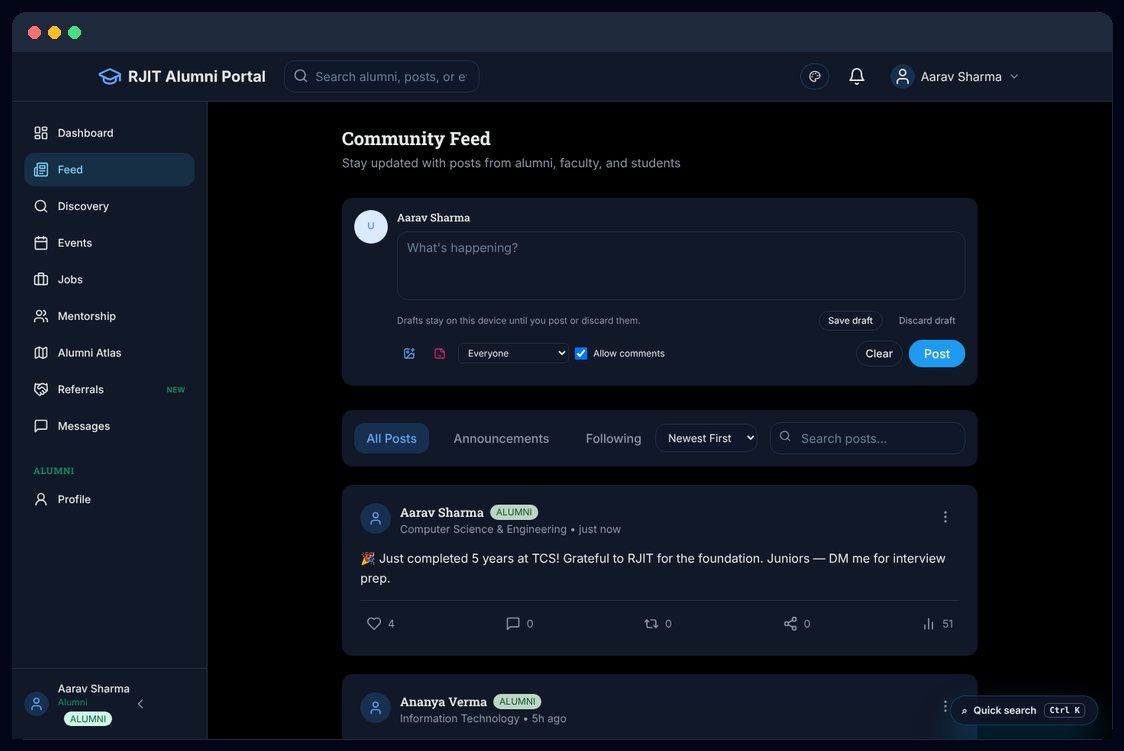 RJIT Alumni Portal
Search alumni, posts, or e
Aarav Sharma
Dashboard
Feed
Discovery
Events
Jobs
Mentorship
Alumni Atlas
Referrals NEW
Messages
ALUMNI
Profile
Aarav Sharma
Alumni
ALUMNI
Community Feed
Stay updated with posts from alumni, faculty, and students
U
Aarav Sharma
What's happening?
Drafts stay on this device until you post or discard them.
Save draft
Discard draft
Everyone
Allow comments
Clear
Post
All Posts
Announcements
Following
Newest First
Search posts...
Aarav Sharma ALUMNI
Computer Science & Engineering • just now
🎉 Just completed 5 years at TCS! Grateful to RJIT for the foundation. Juniors — DM me for interview
prep.
4 0 0 0 51
Ananya Verma ALUMNI
Information Technology • 5h ago
Quick search Ctrl K